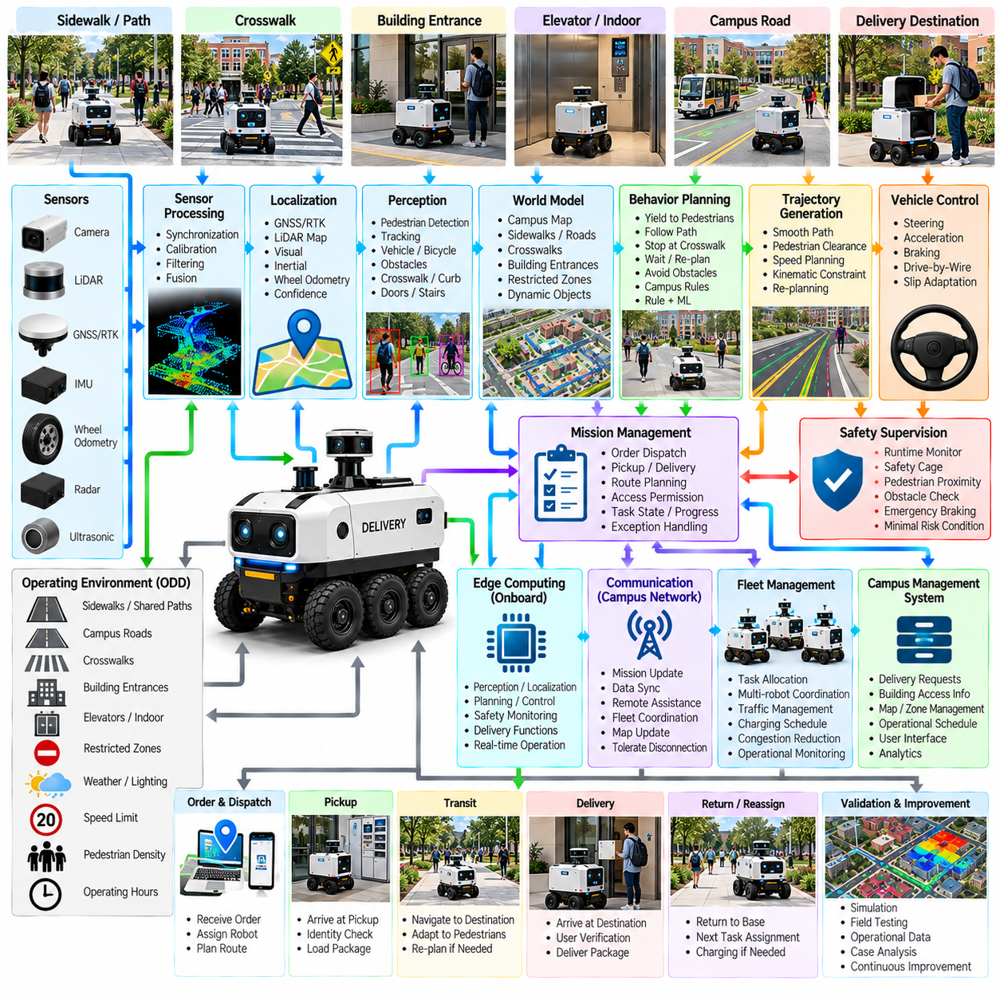 Sidewalk / Path
Crosswalk
Building Entrance
Elevator / Indoor
Campus Road
Delivery Destination
Sensors
Camera
LiDAR
GNSS/RTK
IMU
Wheel
Odometry
Radar
Ultrasonic
Sensor
Processing
• Synchronization
• Calibration
• Filtering
• Fusion
Localization
• GNSS/RTK
• LiDAR Map
• Visual
• Inertial
• Wheel Odometry
• Confidence
Perception
• Pedestrian Detection
• Tracking
• Vehicle / Bicycle
• Obstacles
• Crosswalk / Curb
• Doors / Stairs
World Model
• Campus Map
• Sidewalks / Roads
• Crosswalks
• Building Entrances
• Restricted Zones
• Dynamic Objects
Behavior Planning
• Yield to Pedestrians
• Follow Path
• Stop at Crosswalk
• Wait / Re-plan
• Avoid Obstacles
• Campus Rules
• Rule + ML
Trajectory
Generation
• Smooth Path
• Pedestrian Clearance
• Speed Planning
• Kinematic Constraint
• Re-planning
Vehicle Control
• Steering
• Acceleration
• Braking
• Drive-by-Wire
• Slip Adaptation
DELIVERY
Mission Management
• Order Dispatch
• Pickup / Delivery
• Route Planning
• Access Permission
• Task State / Progress
• Exception Handling
Safety Supervision
• Runtime Monitor
• Safety Cage
• Pedestrian Proximity
• Obstacle Check
• Emergency Braking
• Minimal Risk Condition
Operating Environment (ODD)
Sidewalks / Shared Paths
Campus Roads
Crosswalks
Building Entrances
Elevators / Indoor
Restricted Zones
Weather / Lighting
20
Speed Limit
Pedestrian Density
Operating Hours
Edge Computing
(Onboard)
• Perception / Localization
• Planning / Control
• Safety Monitoring
• Delivery Functions
• Real-time Operation
Communication
(Campus Network)
• Mission Update
• Data Sync
• Remote Assistance
• Fleet Coordination
• Map Update
• Tolerate Disconnection
Fleet Management
• Task Allocation
• Multi-robot Coordination
• Traffic Management
• Charging Schedule
• Congestion Reduction
• Operational Monitoring
Campus Management
System
• Delivery Requests
• Building Access Info
• Map / Zone Management
• Operational Schedule
• User Interface
• Analytics
Order & Dispatch
• Receive Order
• Assign Robot
• Plan Route
Pickup
• Arrive at Pickup
• Identity Check
• Load Package
Transit
• Navigate to Destination
• Adapt to Pedestrians
• Re-plan if Needed
Delivery
• Arrive at Destination
• User Verification
• Deliver Package
Return / Reassign
• Return to Base
• Next Task Assignment
• Charging if Needed
Validation & Improvement
• Simulation
• Field Testing
• Operational Data
• Case Analysis
• Continuous Improvement